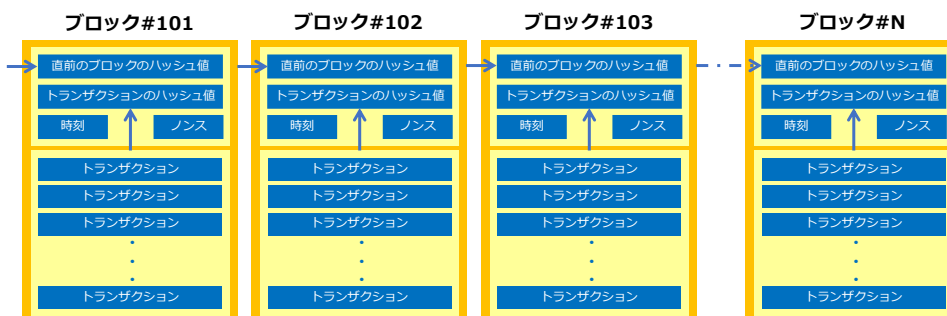 ブロック#101
直前のブロックのハッシュ値
トランザクションのハッシュ値
時刻
ノンス
トランザクション
トランザクション
トランザクション
・
・
・
トランザクション
ブロック#102
直前のブロックのハッシュ値
トランザクションのハッシュ値
時刻
ノンス
トランザクション
トランザクション
トランザクション
・
・
・
トランザクション
ブロック#103
直前のブロックのハッシュ値
トランザクションのハッシュ値
時刻
ノンス
トランザクション
トランザクション
トランザクション
・
・
・
トランザクション
ブロック#N
直前のブロックのハッシュ値
トランザクションのハッシュ値
時刻
ノンス
トランザクション
トランザクション
トランザクション
・
・
・
トランザクション